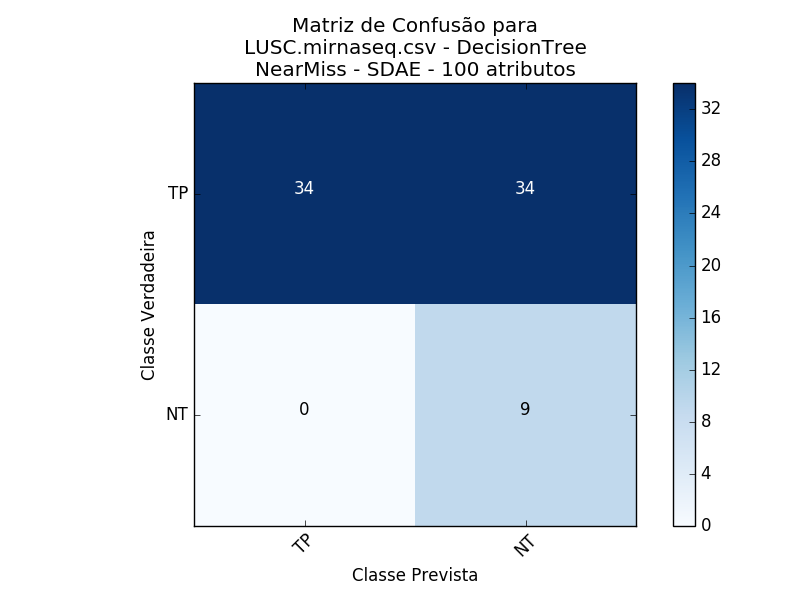 Matriz de Confusão para
LUSC.mirnaseq.csv - DecisionTree
NearMiss - SDAE - 100 atributos
Classe Verdadeira
TP
34
34
NT
0
9
TP
NT
Classe Prevista
32
28
24
20
16
12
8
4
0